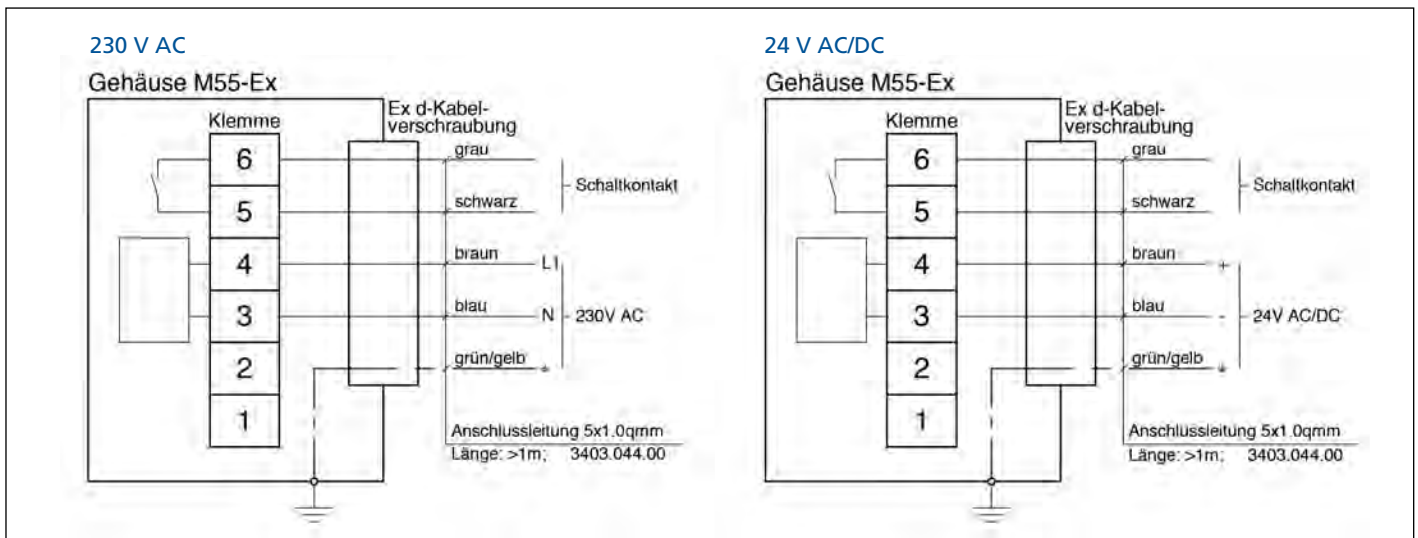 230 V AC
Gehäuse M55-Ex
Klemme
Ex d-Kabel-
verschraubung
6
grau
5
schwarz
Schaltkontakt
4
braun
L1
3
blau
N
230V AC
2
grün/gelb
1
Anschlussleitung 5x1.0qmm
Länge: >1m; 3403.044.00
24 V AC/DC
Gehäuse M55-Ex
Klemme
Ex d-Kabel-
verschraubung
6
grau
5
schwarz
Schaltkontakt
4
braun
+
3
blau
-
24V AC/DC
2
grün/gelb
1
Anschlussleitung 5x1.0qmm
Länge: >1m; 3403.044.00